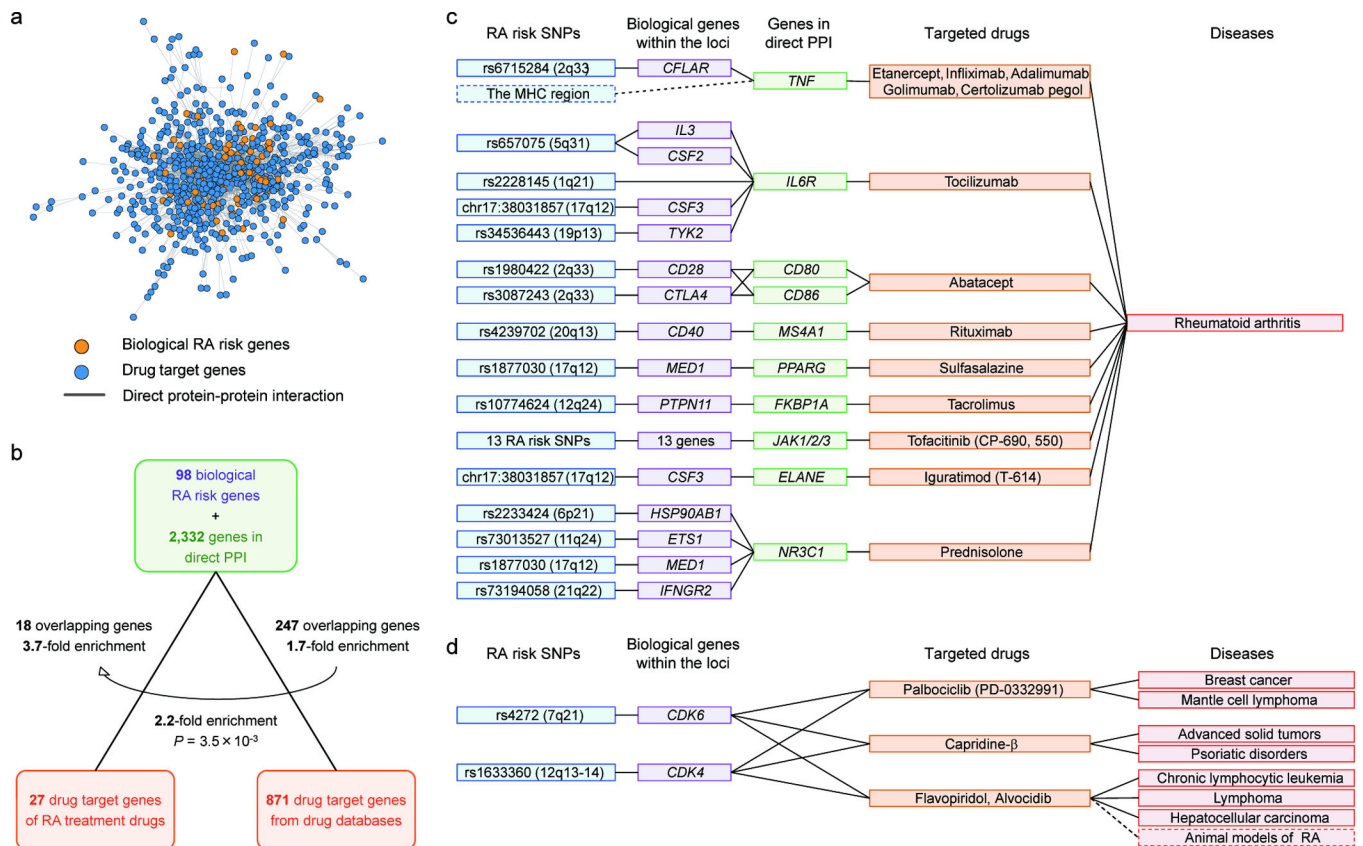 a
Biological RA risk genes
Drug target genes
Direct protein-protein interaction
b
98 biological
RA risk genes
+
2,332 genes in
direct PPI
18 overlapping genes
3.7-fold enrichment
247 overlapping genes
1.7-fold enrichment
2.2-fold enrichment
P = 3.5 × 10⁻³
27 drug target genes
of RA treatment drugs
871 drug target genes
from drug databases
c
RA risk SNPs
Biological genes
within the loci
Genes in
direct PPI
Targeted drugs
Diseases
rs6715284 (2q33)
CFLAR
TNF
Etanercept, Infliximab, Adalimumab
Golimumab, Certolizumab pegol
The MHC region
rs657075 (5q31)
IL3
CSF2
rs2228145 (1q21)
IL6R
Tocilizumab
chr17:38031857 (17q12)
CSF3
rs34536443 (19p13)
TYK2
rs1980422 (2q33)
CD28
CD80
rs3087243 (2q33)
CTLA4
CD86
Abatacept
rs4239702 (20q13)
CD40
MS4A1
Rituximab
Rheumatoid arthritis
rs1877030 (17q12)
MED1
PPARG
Sulfasalazine
rs10774624 (12q24)
PTPN11
FKBP1A
Tacrolimus
13 RA risk SNPs
13 genes
JAK1/2/3
Tofacitinib (CP-690, 550)
chr17:38031857 (17q12)
CSF3
ELANE
Iguratimod (T-614)
rs2233424 (6p21)
HSP90AB1
rs73013527 (11q24)
ETS1
NR3C1
Prednisolone
rs1877030 (17q12)
MED1
rs73194058 (21q22)
IFNGR2
d
RA risk SNPs
Biological genes
within the loci
Targeted drugs
Diseases
rs4272 (7q21)
CDK6
rs1633360 (12q13-14)
CDK4
Palbociclib (PD-0332991)
Capridine-β
Flavopiridol, Alvocidib
Breast cancer
Mantle cell lymphoma
Advanced solid tumors
Psoriatic disorders
Chronic lymphocytic leukemia
Lymphoma
Hepatocellular carcinoma
Animal models of RA